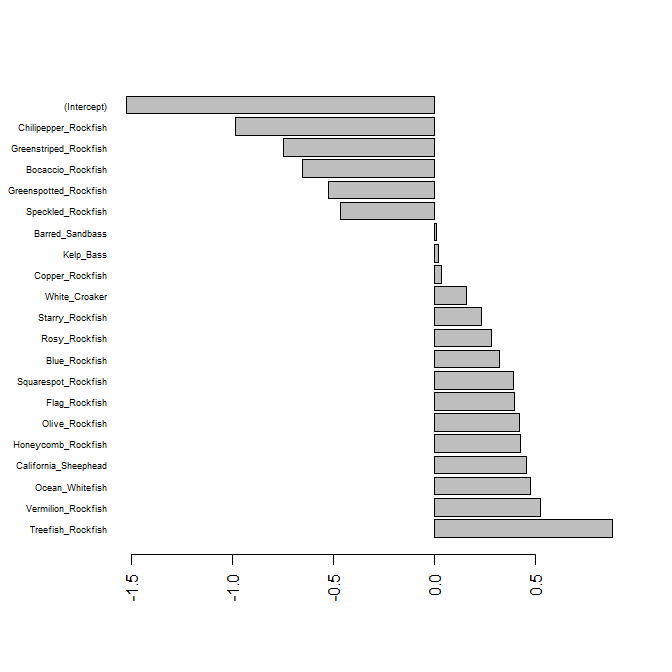 (Intercept)
Chilipepper_Rockfish
Greenstriped_Rockfish
Bocaccio_Rockfish
Greenspotted_Rockfish
Speckled_Rockfish
Barred_Sandbass
Kelp_Bass
Copper_Rockfish
White_Croaker
Starry_Rockfish
Rosy_Rockfish
Blue_Rockfish
Squarespot_Rockfish
Flag_Rockfish
Olive_Rockfish
Honeycomb_Rockfish
California_Sheephead
Ocean_Whitefish
Vermilion_Rockfish
Treefish_Rockfish
-1.5
-1.0
-0.5
0.0
0.5